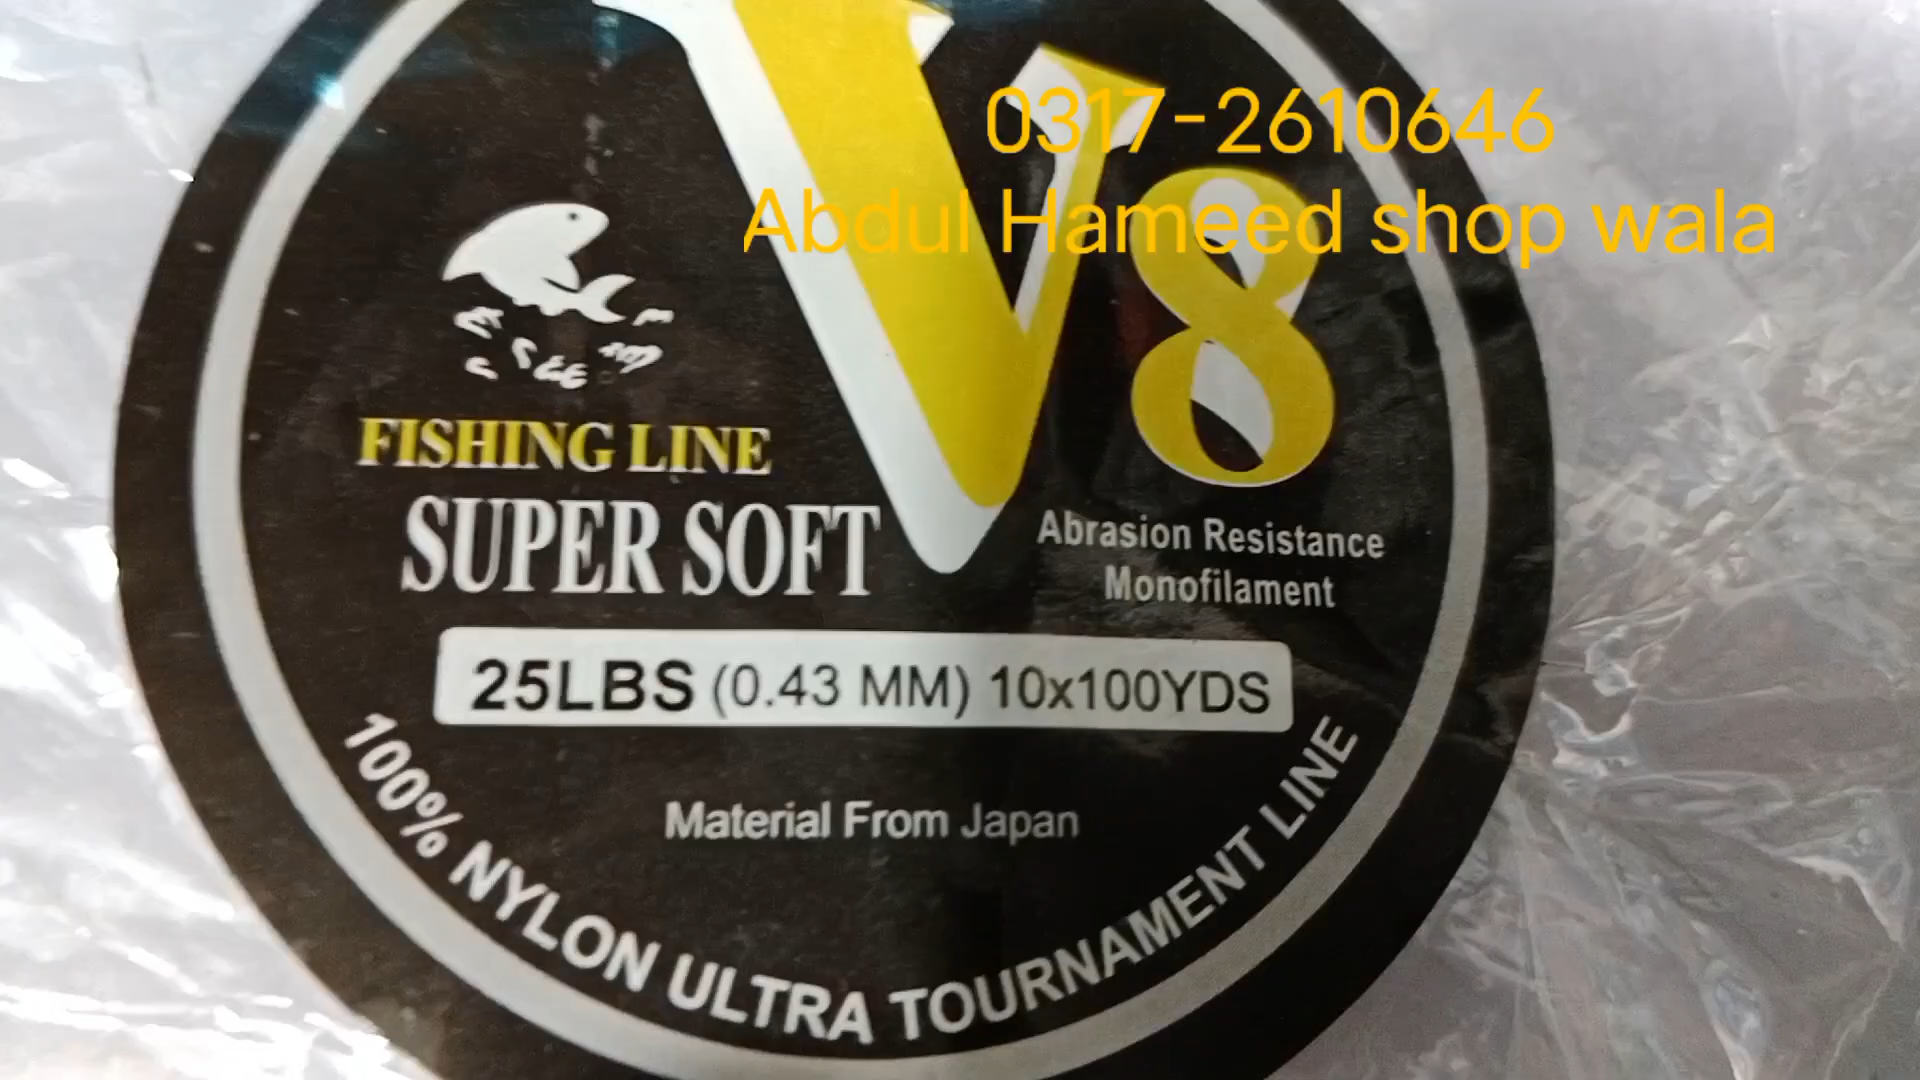 V8
0317-2610646
Abdul Hameed shop wala
FISHING LINE
SUPER SOFT
Abrasion Resistance
Monofilament
25LBS (0.43 MM) 10x100YDS
Material From Japan
100% NYLON ULTRA TOURNAMENT LINE